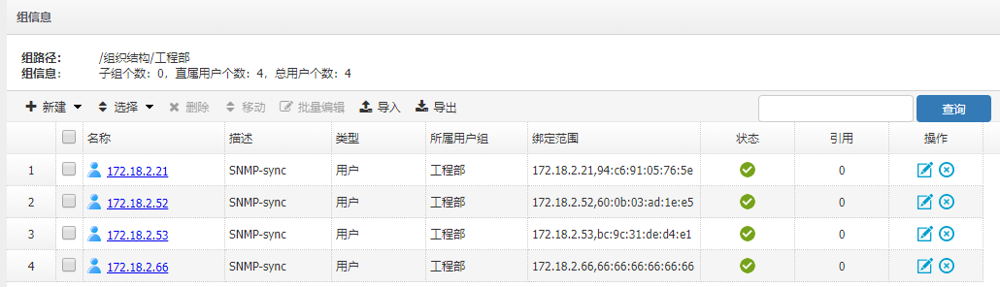 组信息
组路径： /组织结构/工程部
组信息： 子组个数：0，直属用户个数：4，总用户个数：4
新建 选择 删除 移动 批量编辑 导入 导出 查询
名称 描述 类型 所属用户组 绑定范围 状态 引用 操作
1 172.18.2.21 SNMP-sync 用户 工程部 172.18.2.21,94:c6:91:05:76:5e 0
2 172.18.2.52 SNMP-sync 用户 工程部 172.18.2.52,60:0b:03:ad:1e:e5 0
3 172.18.2.53 SNMP-sync 用户 工程部 172.18.2.53,bc:9c:31:de:d4:e1 0
4 172.18.2.66 SNMP-sync 用户 工程部 172.18.2.66,66:66:66:66:66:66 0